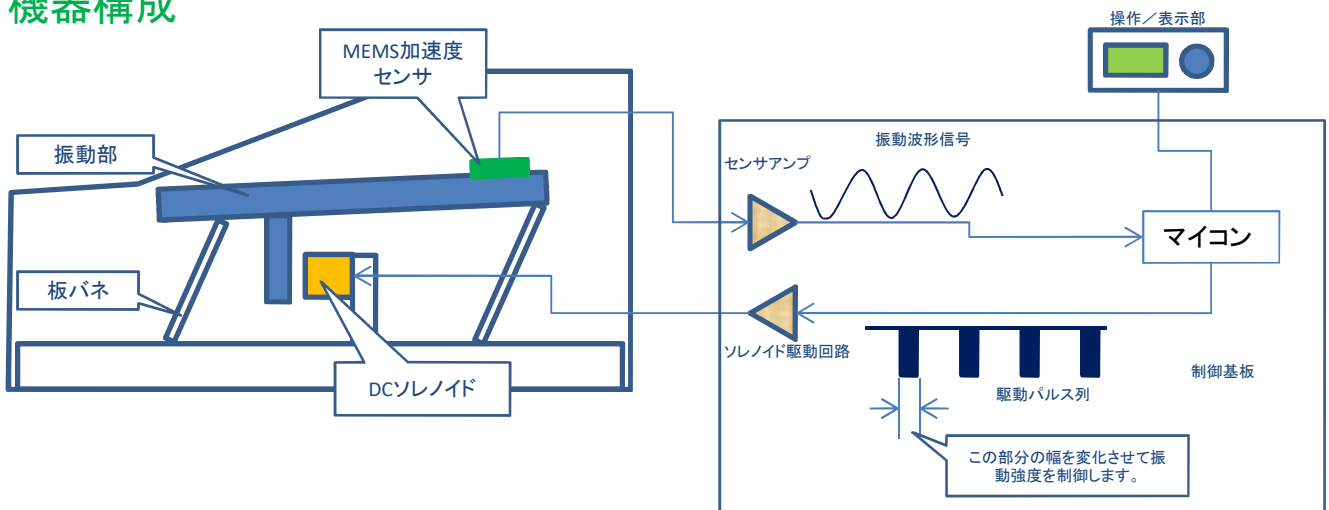 機器構成
操作／表示部
MEMS加速度
センサ
振動部
振動波形信号
センサアンプ
マイコン
板バネ
ソレノイド駆動回路
DCソレノイド
制御基板
駆動パルス列
この部分の幅を変化させて振
動強度を制御します。